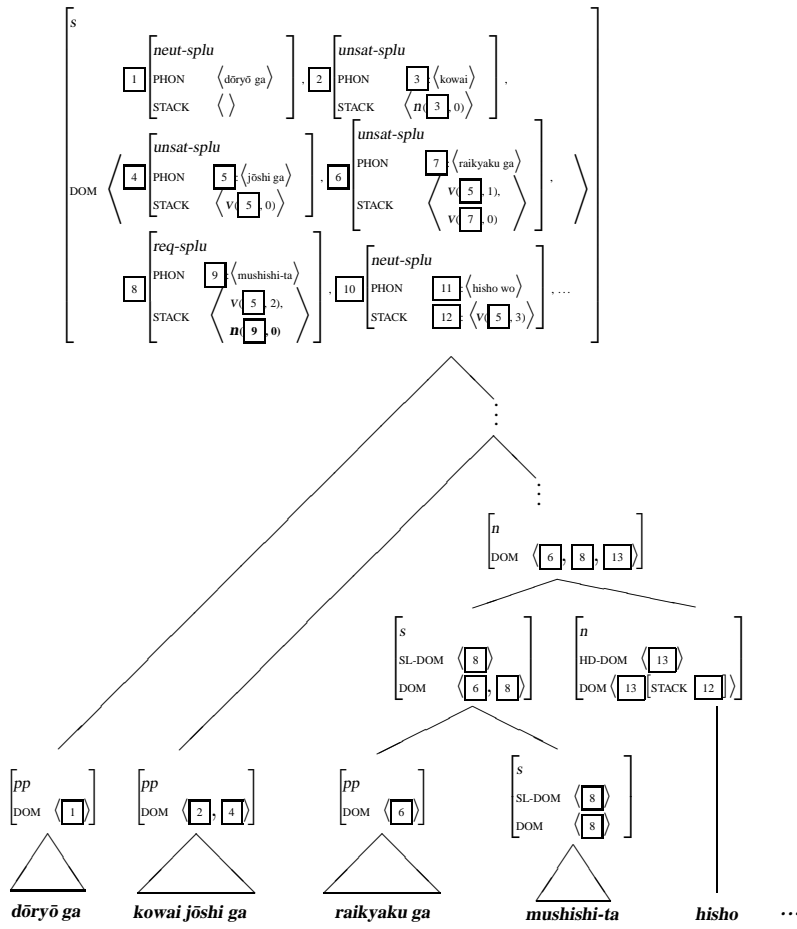 s
neut-splu unsat-splu
1 PHON ⟨dōryō ga⟩ , 2 PHON 3 :⟨kowai⟩ ,
STACK ⟨ ⟩ STACK ⟨n( 3 , 0)⟩
unsat-splu unsat-splu
DOM 4 PHON 5 :⟨jōshi ga⟩ , 6 PHON 7 :⟨raikyaku ga⟩ ,
STACK ⟨v( 5 , 0)⟩ STACK ⟨v( 5 , 1), v( 7 , 0)⟩
req-splu neut-splu
8 PHON 9 :⟨mushishi-ta⟩ , 10 PHON 11 :⟨hisho wo⟩ , …
STACK ⟨v( 5 , 2), n( 9 , 0)⟩ STACK 12 : ⟨v( 5 , 3)⟩
⋮
⋮
n
DOM ⟨ 6 , 8 , 13 ⟩
s n
SL-DOM ⟨ 8 ⟩ HD-DOM ⟨ 13 ⟩
DOM ⟨ 6 , 8 ⟩ DOM ⟨ 13 [STACK 12 ] ⟩
pp pp pp s
DOM ⟨ 1 ⟩ DOM ⟨ 2 , 4 ⟩ DOM ⟨ 6 ⟩ SL-DOM ⟨ 8 ⟩
DOM ⟨ 8 ⟩
dōryō ga kowai jōshi ga raikyaku ga mushishi-ta hisho …